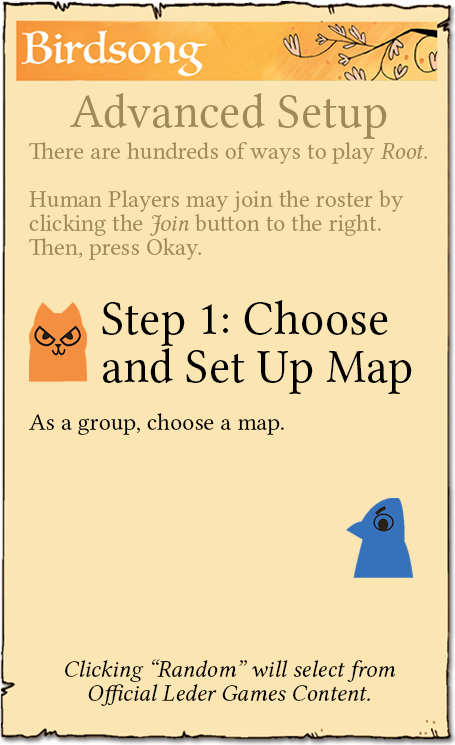 Birdsong
Advanced Setup
There are hundreds of ways to play Root.
Human Players may join the roster by
clicking the Join button to the right.
Then, press Okay.
Step 1: Choose
and Set Up Map
As a group, choose a map.
Clicking “Random” will select from
Official Leder Games Content.